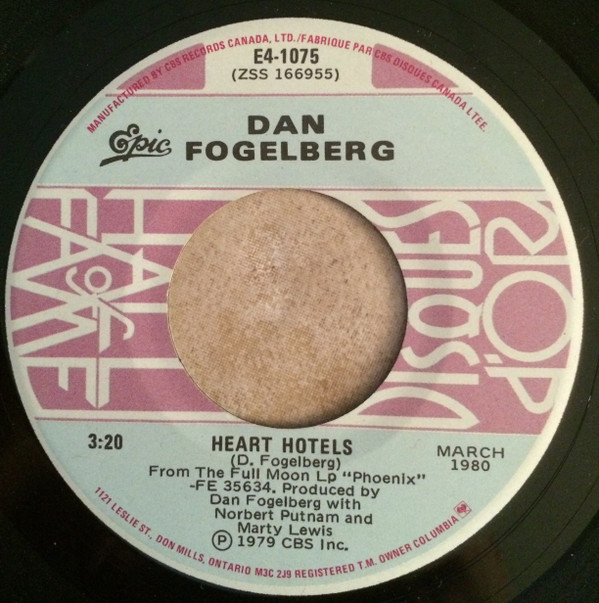 MANUFACTURED BY CBS RECORDS CANADA, LTD./FABRIQUE PAR CBS DISQUES CANADA LTEE.
E4-1075
(ZSS 166955)
Epic
DAN
FOGELBERG
HALL
OF
FAME
DISQUES
D'OR
3:20
HEART HOTELS
(D. Fogelberg)
MARCH
1980
From The Full Moon Lp "Phoenix"
-FE 35634. Produced by
Dan Fogelberg with
Norbert Putnam and
Marty Lewis
Ⓟ 1979 CBS Inc.
1121 LESLIE ST., DON MILLS, ONTARIO M3C 2J9 REGISTERED T.M. OWNER COLUMBIA